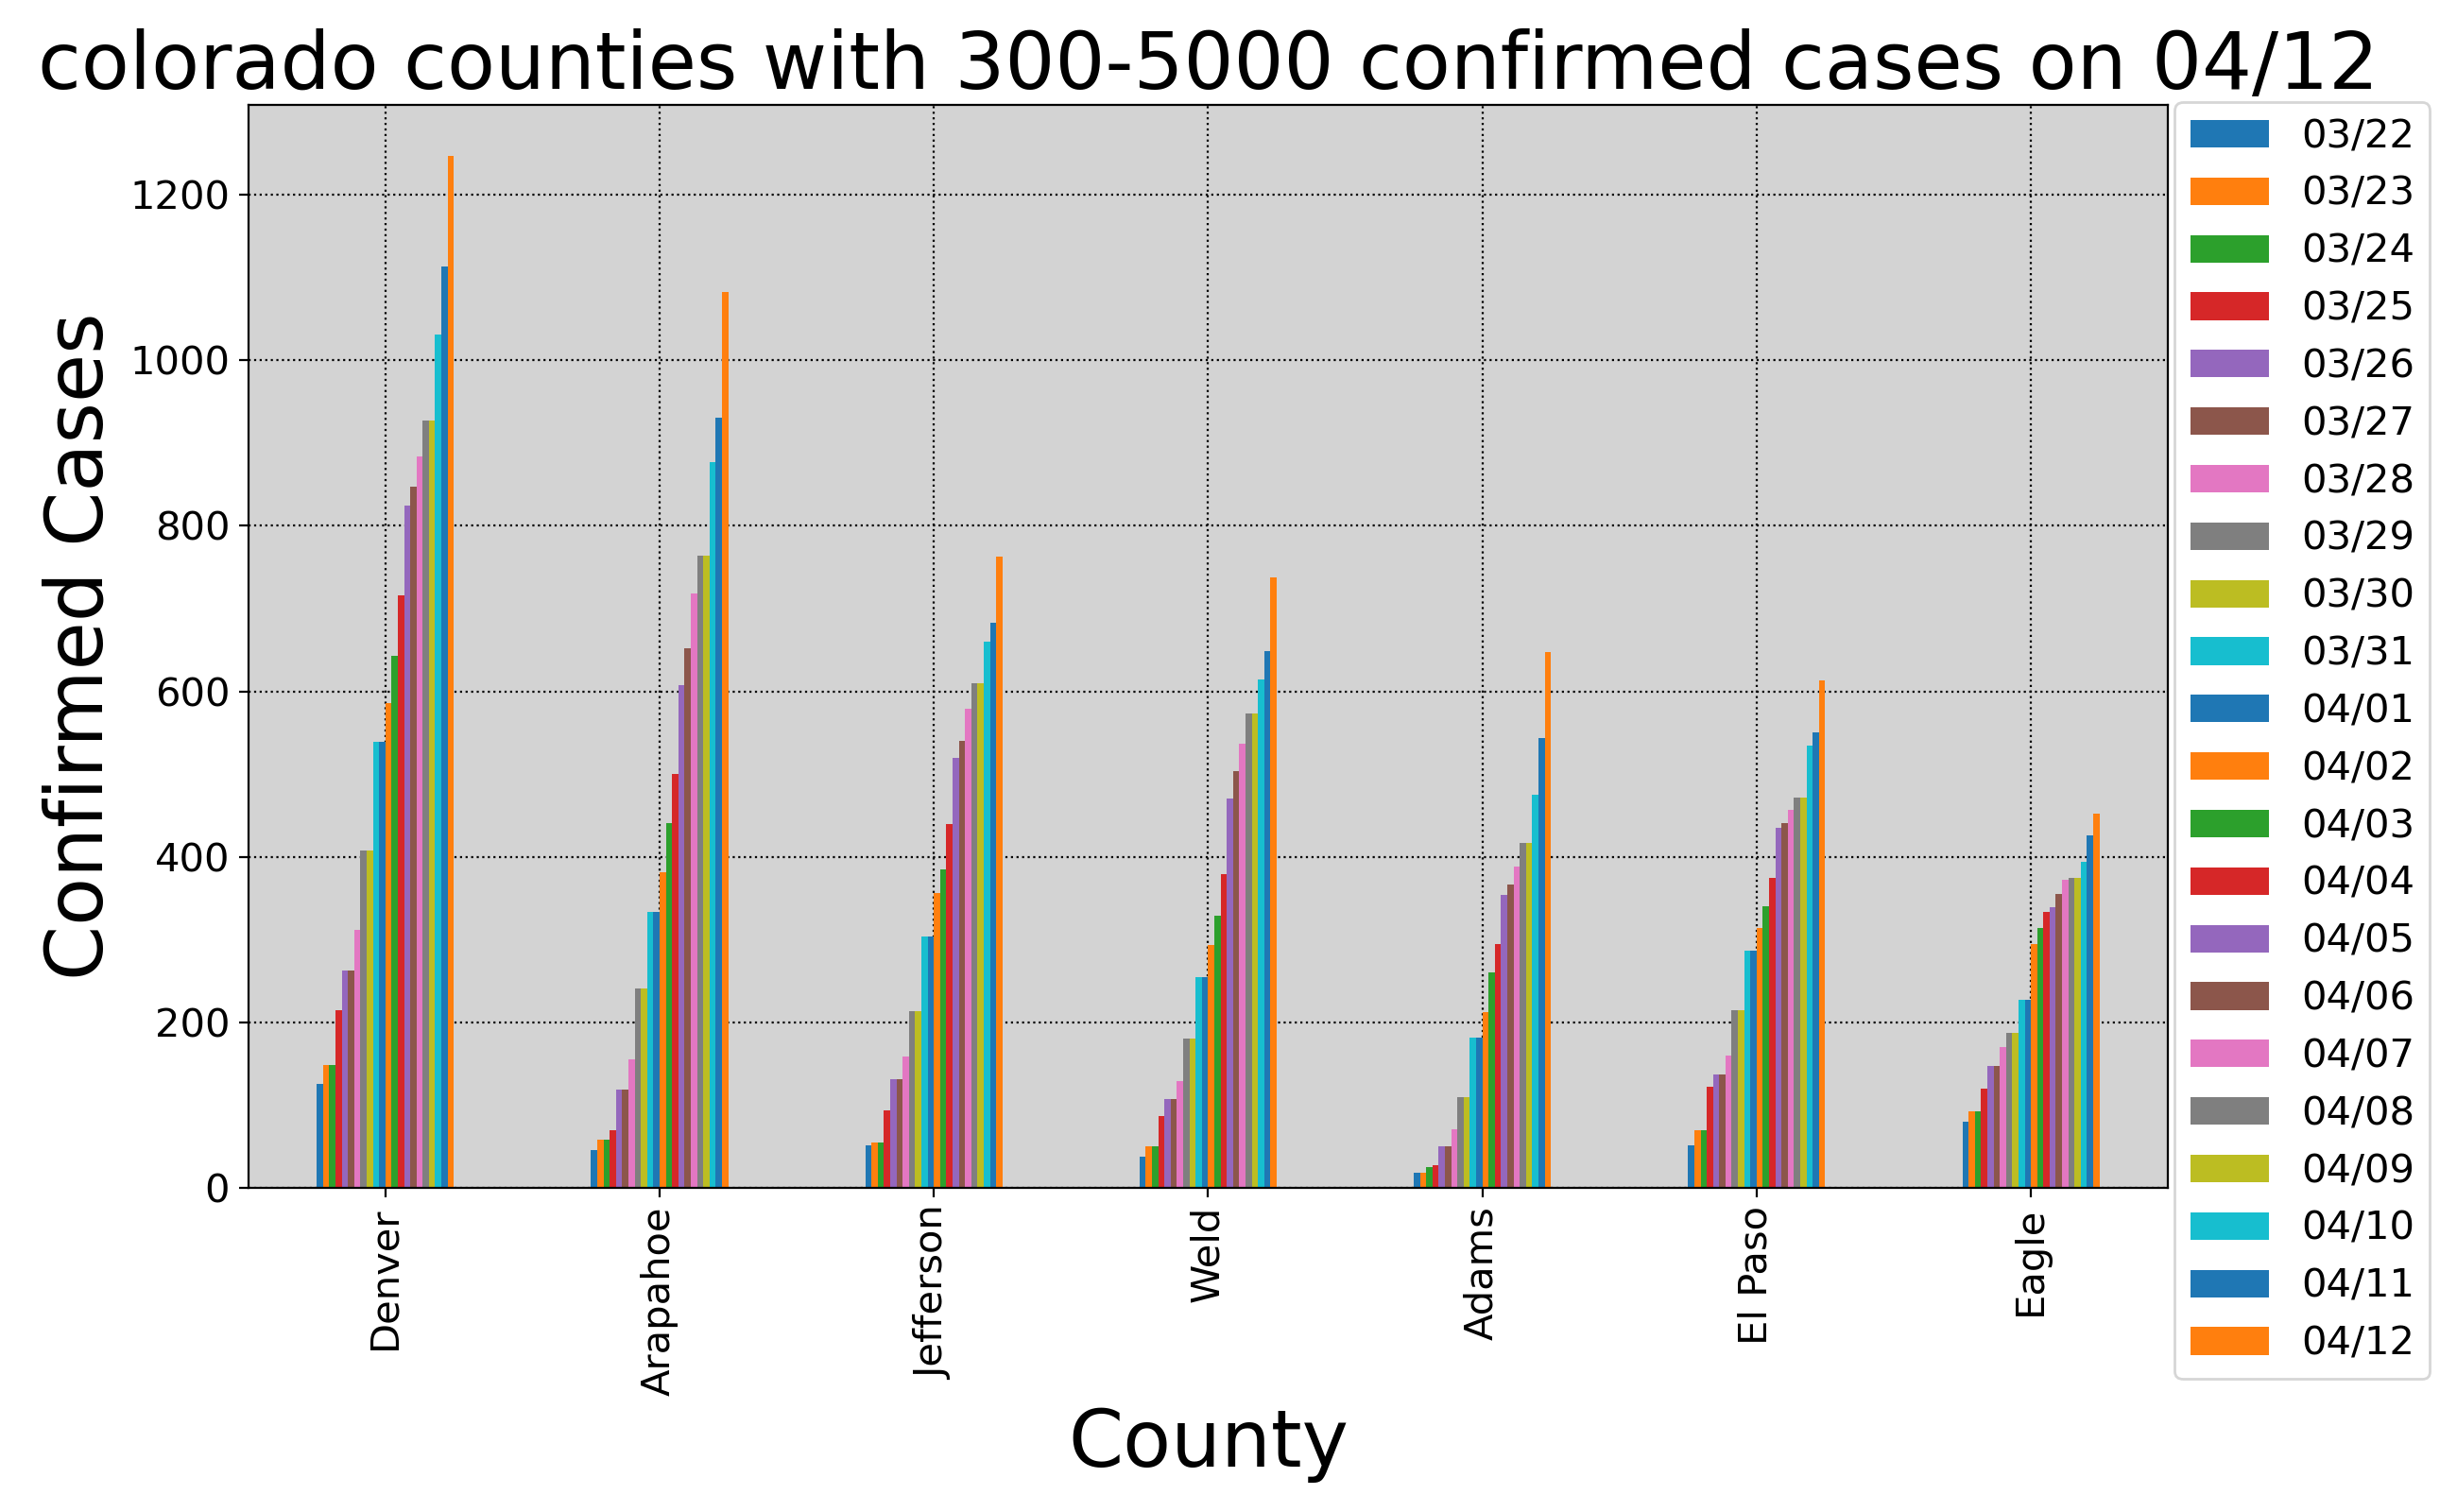 colorado counties with 300-5000 confirmed cases on 04/12
Confirmed Cases
1200
1000
800
600
400
200
0
Denver
Arapahoe
Jefferson
Weld
Adams
El Paso
Eagle
County
03/22
03/23
03/24
03/25
03/26
03/27
03/28
03/29
03/30
03/31
04/01
04/02
04/03
04/04
04/05
04/06
04/07
04/08
04/09
04/10
04/11
04/12